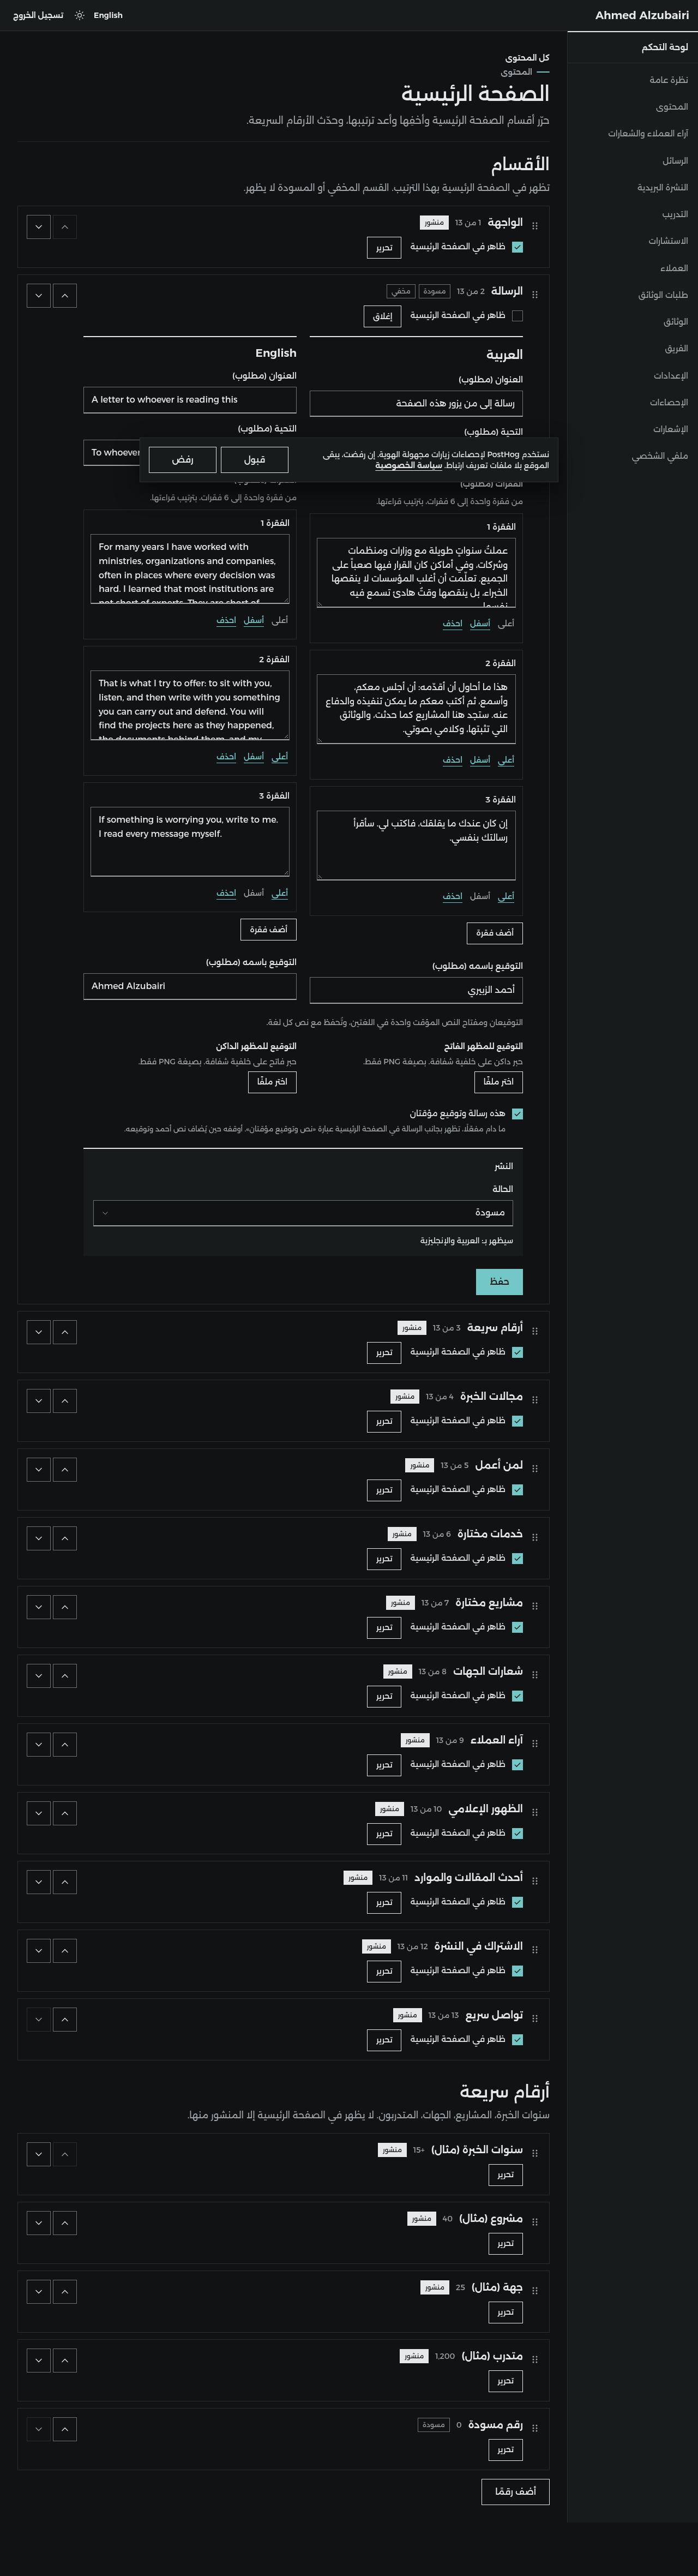 Ahmed Alzubairi
English
تسجيل الخروج
لوحة التحكم
نظرة عامة
المحتوى
آراء العملاء والشعارات
الرسائل
النشرة البريدية
التدريب
الاستشارات
العملاء
طلبات الوثائق
الوثائق
الفريق
الإعدادات
الإحصاءات
الإشعارات
ملفي الشخصي
كل المحتوى
المحتوى
الصفحة الرئيسية
حرّر أقسام الصفحة الرئيسية وأخفِها وأعد ترتيبها، وحدّث الأرقام السريعة.
الأقسام
تظهر في الصفحة الرئيسية بهذا الترتيب. القسم المخفي أو المسودة لا يظهر.
الواجهة 1 من 13 منشور
ظاهر في الصفحة الرئيسية تحرير
الرسالة 2 من 13 مسودة مخفي
ظاهر في الصفحة الرئيسية إغلاق
العربية
العنوان (مطلوب)
رسالة إلى من يزور هذه الصفحة
التحية (مطلوب)
من فقرة واحدة إلى 6 فقرات، بترتيب قراءتها.
الفقرة 1
عملتُ سنواتٍ طويلة مع وزارات ومنظمات
وشركات، وفي أماكن كان القرار فيها صعباً على
الجميع. تعلّمت أن أغلب المؤسسات لا ينقصها
الخبراء، بل ينقصها وقتٌ هادئ تسمع فيه
نفسها.
أعلى أسفل احذف
الفقرة 2
هذا ما أحاول أن أقدّمه: أن أجلس معكم،
وأسمع، ثم أكتب معكم ما يمكن تنفيذه والدفاع
عنه. ستجد هنا المشاريع كما حدثت، والوثائق
التي تثبتها، وكلامي بصوتي.
أعلى أسفل احذف
الفقرة 3
إن كان عندك ما يقلقك، فاكتب لي. سأقرأ
رسالتك بنفسي.
أعلى أسفل احذف
أضف فقرة
التوقيع باسمه (مطلوب)
أحمد الزبيري
English
العنوان (مطلوب)
A letter to whoever is reading this
التحية (مطلوب)
To whoever
من فقرة واحدة إلى 6 فقرات، بترتيب قراءتها.
الفقرة 1
For many years I have worked with
ministries, organizations and companies,
often in places where every decision was
hard. I learned that most institutions are
not short of experts. They are short of
أعلى أسفل احذف
الفقرة 2
That is what I try to offer: to sit with you,
listen, and then write with you something
you can carry out and defend. You will
find the projects here as they happened,
the documents behind them, and my
أعلى أسفل احذف
الفقرة 3
If something is worrying you, write to me.
I read every message myself.
أعلى أسفل احذف
أضف فقرة
التوقيع باسمه (مطلوب)
Ahmed Alzubairi
نستخدم PostHog لإحصاءات زيارات مجهولة الهوية. إن رفضت، يبقى
الموقع بلا ملفات تعريف ارتباط. سياسة الخصوصية
قبول
رفض
التوقيعان ومفتاح النص المؤقت واحدة في اللغتين، وتُحفظ مع نص كل لغة.
التوقيع للمظهر الفاتح
حبر داكن على خلفية شفافة، بصيغة PNG فقط.
اختر ملفًا
التوقيع للمظهر الداكن
حبر فاتح على خلفية شفافة، بصيغة PNG فقط.
اختر ملفًا
هذه رسالة وتوقيع مؤقتان
ما دام مفعلًا، تظهر بجانب الرسالة في الصفحة الرئيسية عبارة «نص وتوقيع مؤقتان». أوقفه حين يُضاف نص أحمد وتوقيعه.
النشر
الحالة
مسودة
سيظهر بـ: العربية والإنجليزية
حفظ
أرقام سريعة 3 من 13 منشور
ظاهر في الصفحة الرئيسية تحرير
مجالات الخبرة 4 من 13 منشور
ظاهر في الصفحة الرئيسية تحرير
لمن أعمل 5 من 13 منشور
ظاهر في الصفحة الرئيسية تحرير
خدمات مختارة 6 من 13 منشور
ظاهر في الصفحة الرئيسية تحرير
مشاريع مختارة 7 من 13 منشور
ظاهر في الصفحة الرئيسية تحرير
شعارات الجهات 8 من 13 منشور
ظاهر في الصفحة الرئيسية تحرير
آراء العملاء 9 من 13 منشور
ظاهر في الصفحة الرئيسية تحرير
الظهور الإعلامي 10 من 13 منشور
ظاهر في الصفحة الرئيسية تحرير
أحدث المقالات والموارد 11 من 13 منشور
ظاهر في الصفحة الرئيسية تحرير
الاشتراك في النشرة 12 من 13 منشور
ظاهر في الصفحة الرئيسية تحرير
تواصل سريع 13 من 13 منشور
ظاهر في الصفحة الرئيسية تحرير
أرقام سريعة
سنوات الخبرة، المشاريع، الجهات، المتدربون. لا يظهر في الصفحة الرئيسية إلا المنشور منها.
سنوات الخبرة (مثال) 15+ منشور
تحرير
مشروع (مثال) 40 منشور
تحرير
جهة (مثال) 25 منشور
تحرير
متدرب (مثال) 1,200 منشور
تحرير
رقم مسودة 0 مسودة
تحرير
أضف رقمًا